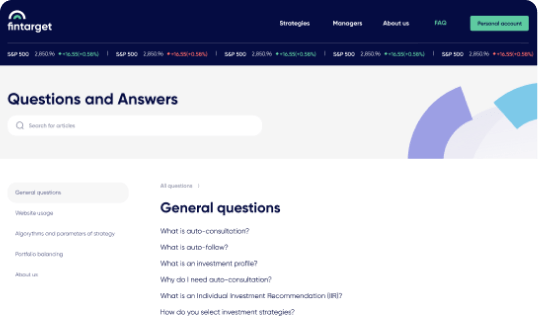 fintarget
Strategies Managers About us FAQ Personal account
S&P 500 2,850.96 +16.55(+0.58%) S&P 500 2,850.96 +16.55(+0.58%) S&P 500 2,850.96 +16.55(+0.58%) S&P 500 2,850.96 +16.55(+0.58%) S&P 500 2,850.96 +16.55(+0.58%)
Questions and Answers
Search for articles
General questions
Website usage
Algorithms and parameters of strategy
Portfolio balancing
About us
All questions
General questions
What is auto-consultation?
What is auto-follow?
What is an investment profile?
Why do I need auto-consultation?
What is an Individual Investment Recommendation (IIR)?
How do you select investment strategies?